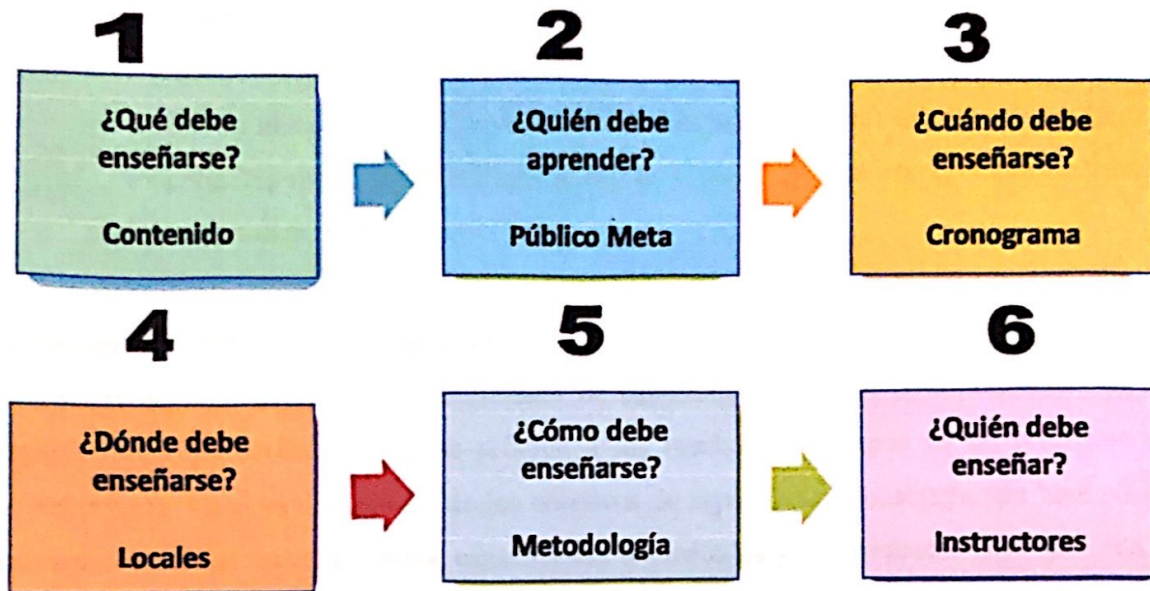 1
2
3
¿Qué debe
enseñarse?
Contenido
¿Quién debe
aprender?
Público Meta
¿Cuándo debe
enseñarse?
Cronograma
4
5
6
¿Dónde debe
enseñarse?
Locales
¿Cómo debe
enseñarse?
Metodología
¿Quién debe
enseñar?
Instructores